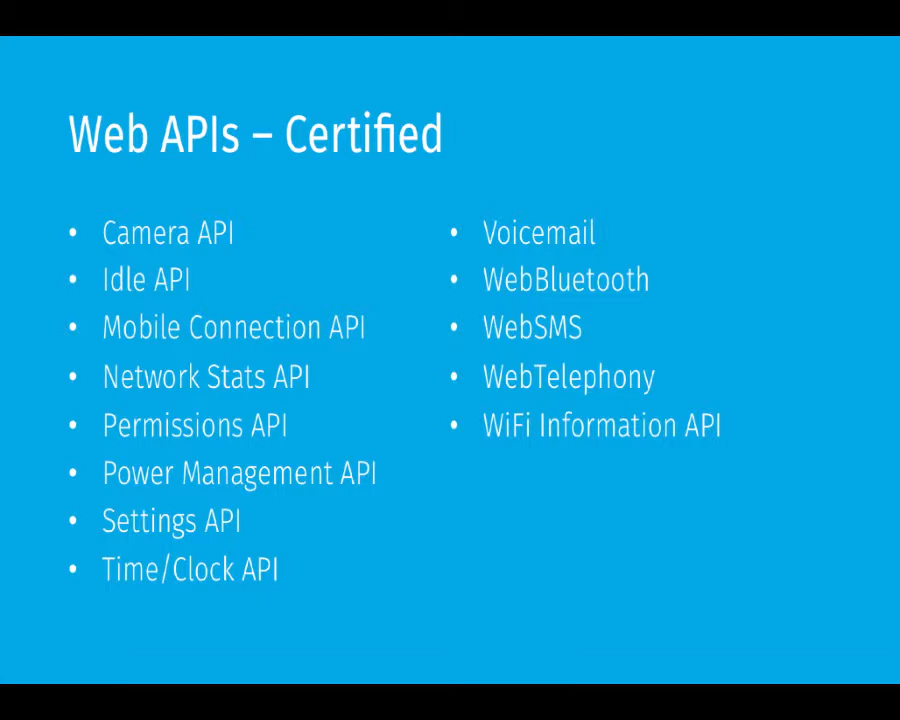 Web APIs – Certified
• Camera API
• Idle API
• Mobile Connection API
• Network Stats API
• Permissions API
• Power Management API
• Settings API
• Time/Clock API
• Voicemail
• WebBluetooth
• WebSMS
• WebTelephony
• WiFi Information API